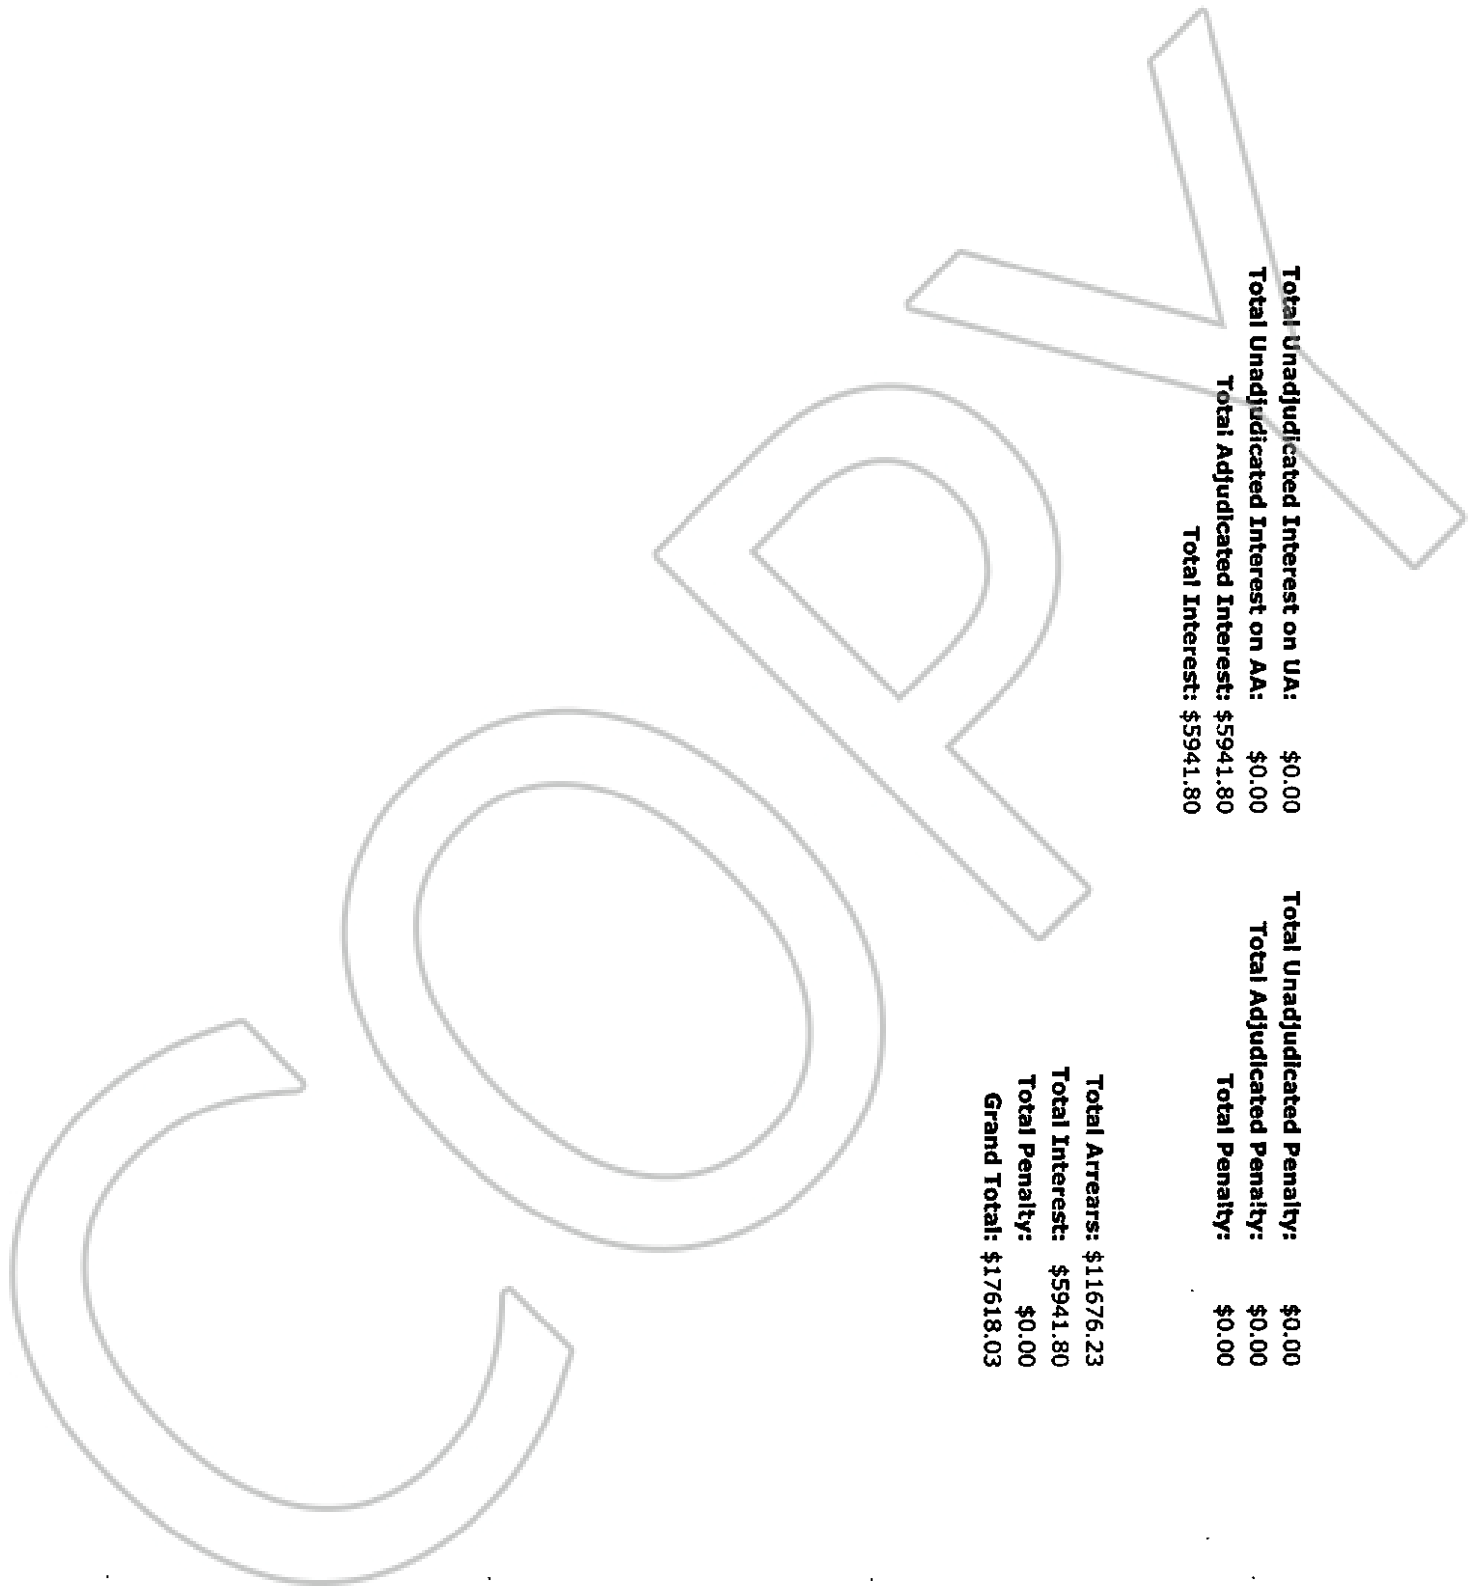 Total Unadjudicated Interest on UA: $0.00
Total Unadjudicated Interest on AA: $0.00
Total Adjudicated Interest: $5941.80
Total Interest: $5941.80
Total Unadjudicated Penalty: $0.00
Total Adjudicated Penalty: $0.00
Total Penalty: $0.00
Total Arrears: $11676.23
Total Interest: $5941.80
Total Penalty: $0.00
Grand Total: $17618.03
COPY